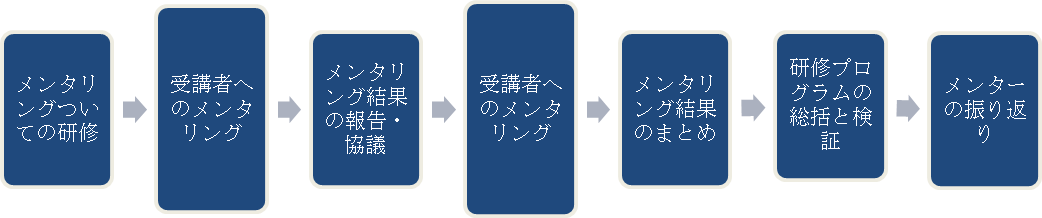 メンタリ
ングつい
ての研修
受講者へ
のメンタ
リング
メンタリ
ング結果
の報告・
協議
受講者へ
のメンタ
リング
メンタリ
ング結果
のまとめ
研修プロ
グラムの
総括と検
証
メンター
の振り返
り